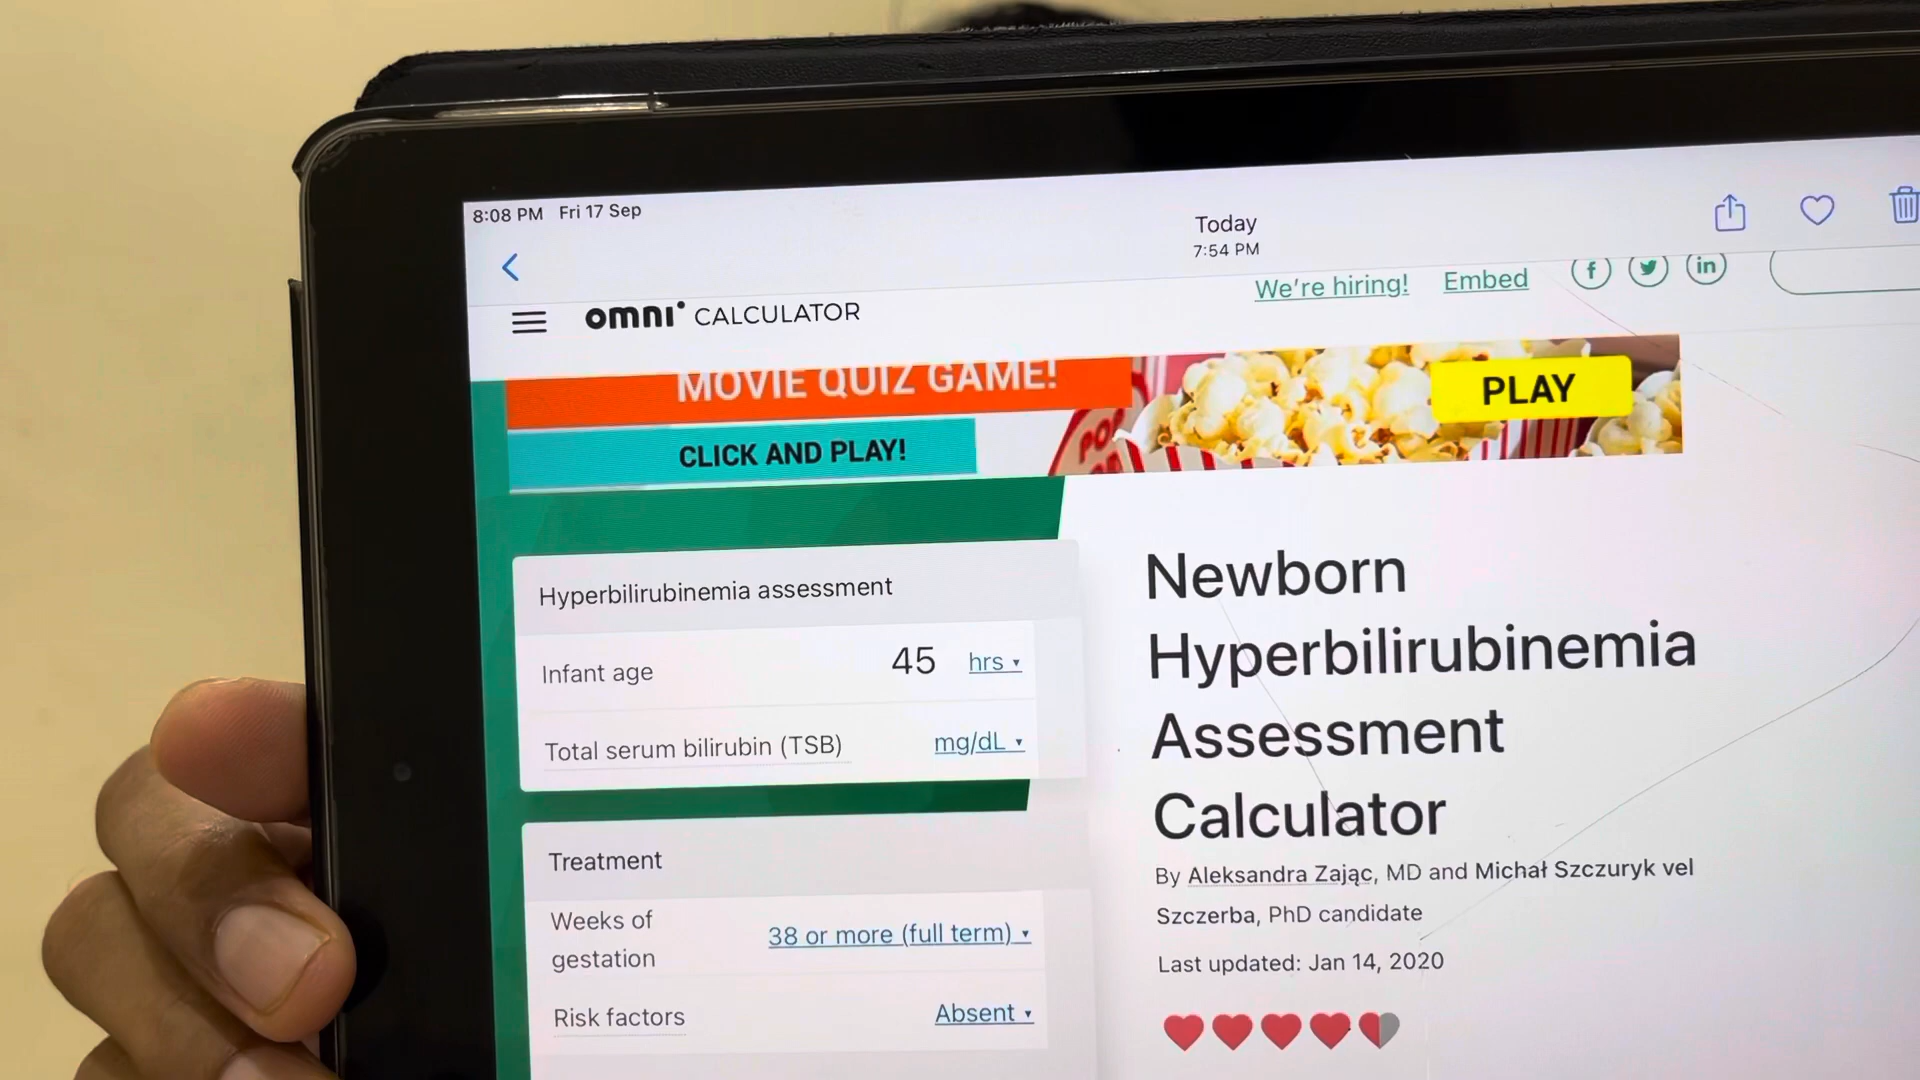 8:08 PM Fri 17 Sep
Today
7:54 PM
We're hiring! Embed
omni CALCULATOR
MOVIE QUIZ GAME!
PLAY
CLICK AND PLAY!
POP
Hyperbilirubinemia assessment
Infant age 45 hrs
Total serum bilirubin (TSB) mg/dL
Treatment
Weeks of
gestation 38 or more (full term)
Risk factors Absent
Newborn
Hyperbilirubinemia
Assessment
Calculator
By Aleksandra Zając, MD and Michał Szczuryk vel
Szczerba, PhD candidate
Last updated: Jan 14, 2020